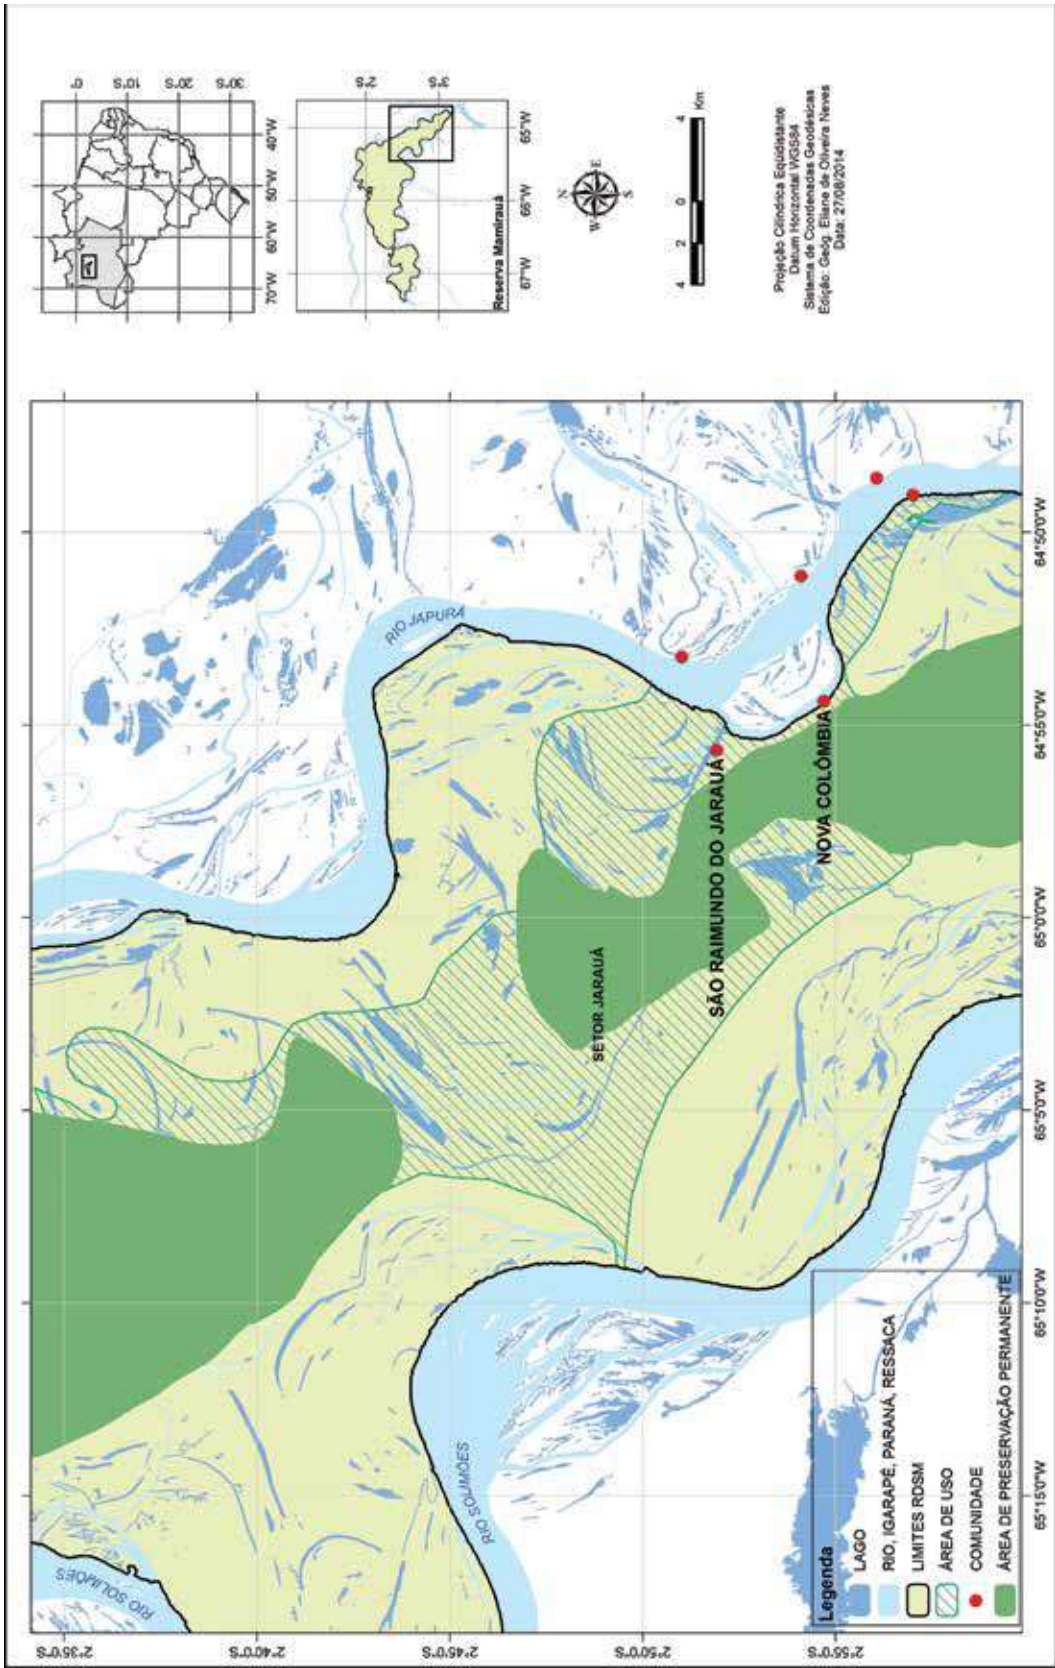 RIO SOLIMÕES
RIO SOLIMÕES
RIO JAPURÁ
SETOR JARAUÁ
SÃO RAIMUNDO DO JARAUÁ
NOVA COLÔMBIA
2°35'0"S
2°40'0"S
2°45'0"S
2°50'0"S
2°55'0"S
65°15'0"W
65°10'0"W
65°5'0"W
65°0'0"W
64°55'0"W
64°50'0"W
Legenda
LAGO
RIO, IGARAPÉ, PARANÁ, RESSACA
LIMITES RDSM
ÁREA DE USO
COMUNIDADE
ÁREA DE PRESERVAÇÃO PERMANENTE
0°
10°S
20°S
30°S
70°W
60°W
50°W
40°W
2°S
3°S
Reserva Mamirauá
67°W
66°W
65°W
N
W
E
S
4
2
0
4
Km
Projeção Cilíndrica Eqüidistante
Datum Horizontal WGS84
Sistema de Coordenadas Geodésicas
Edição: Geóg. Eliane de Oliveira Neves
Data: 27/08/2014